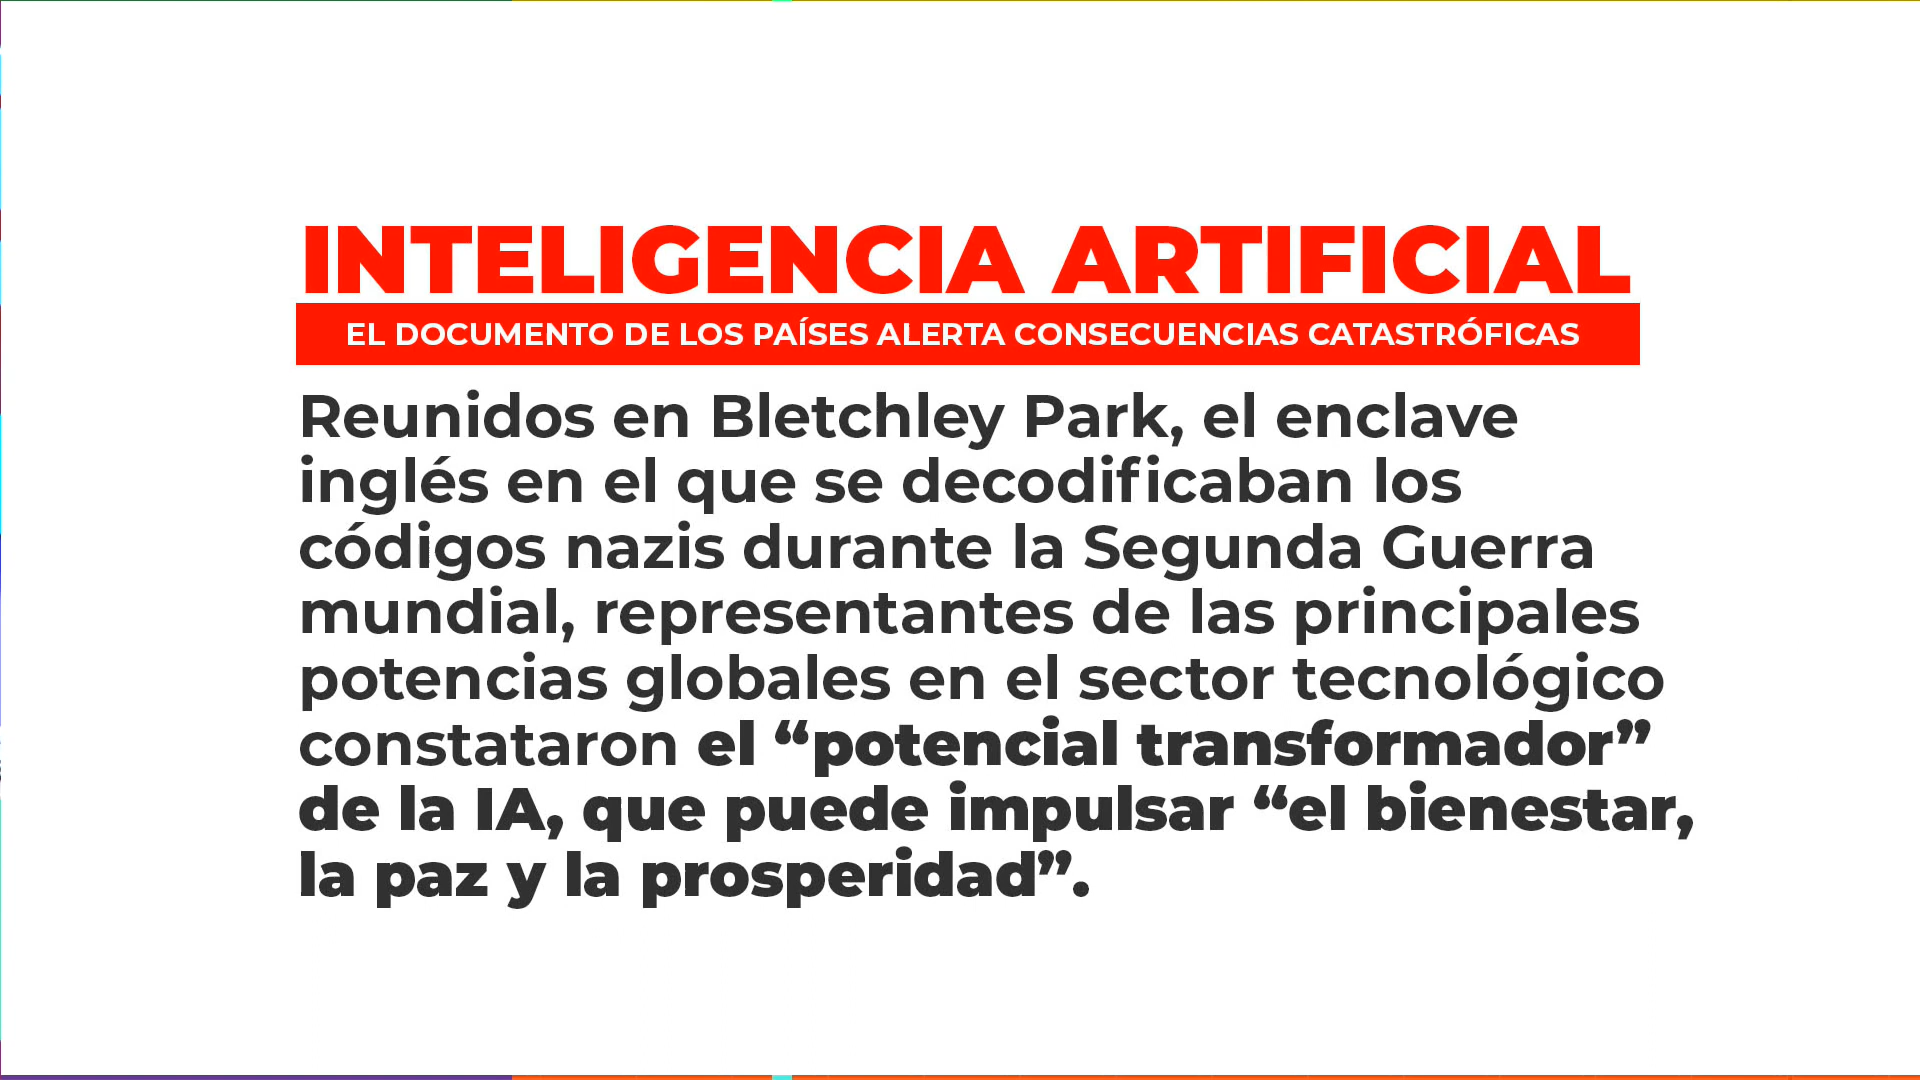 INTELIGENCIA ARTIFICIAL
EL DOCUMENTO DE LOS PAÍSES ALERTA CONSECUENCIAS CATASTRÓFICAS
Reunidos en Bletchley Park, el enclave
inglés en el que se decodificaban los
códigos nazis durante la Segunda Guerra
mundial, representantes de las principales
potencias globales en el sector tecnológico
constataron el “potencial transformador”
de la IA, que puede impulsar “el bienestar,
la paz y la prosperidad”.